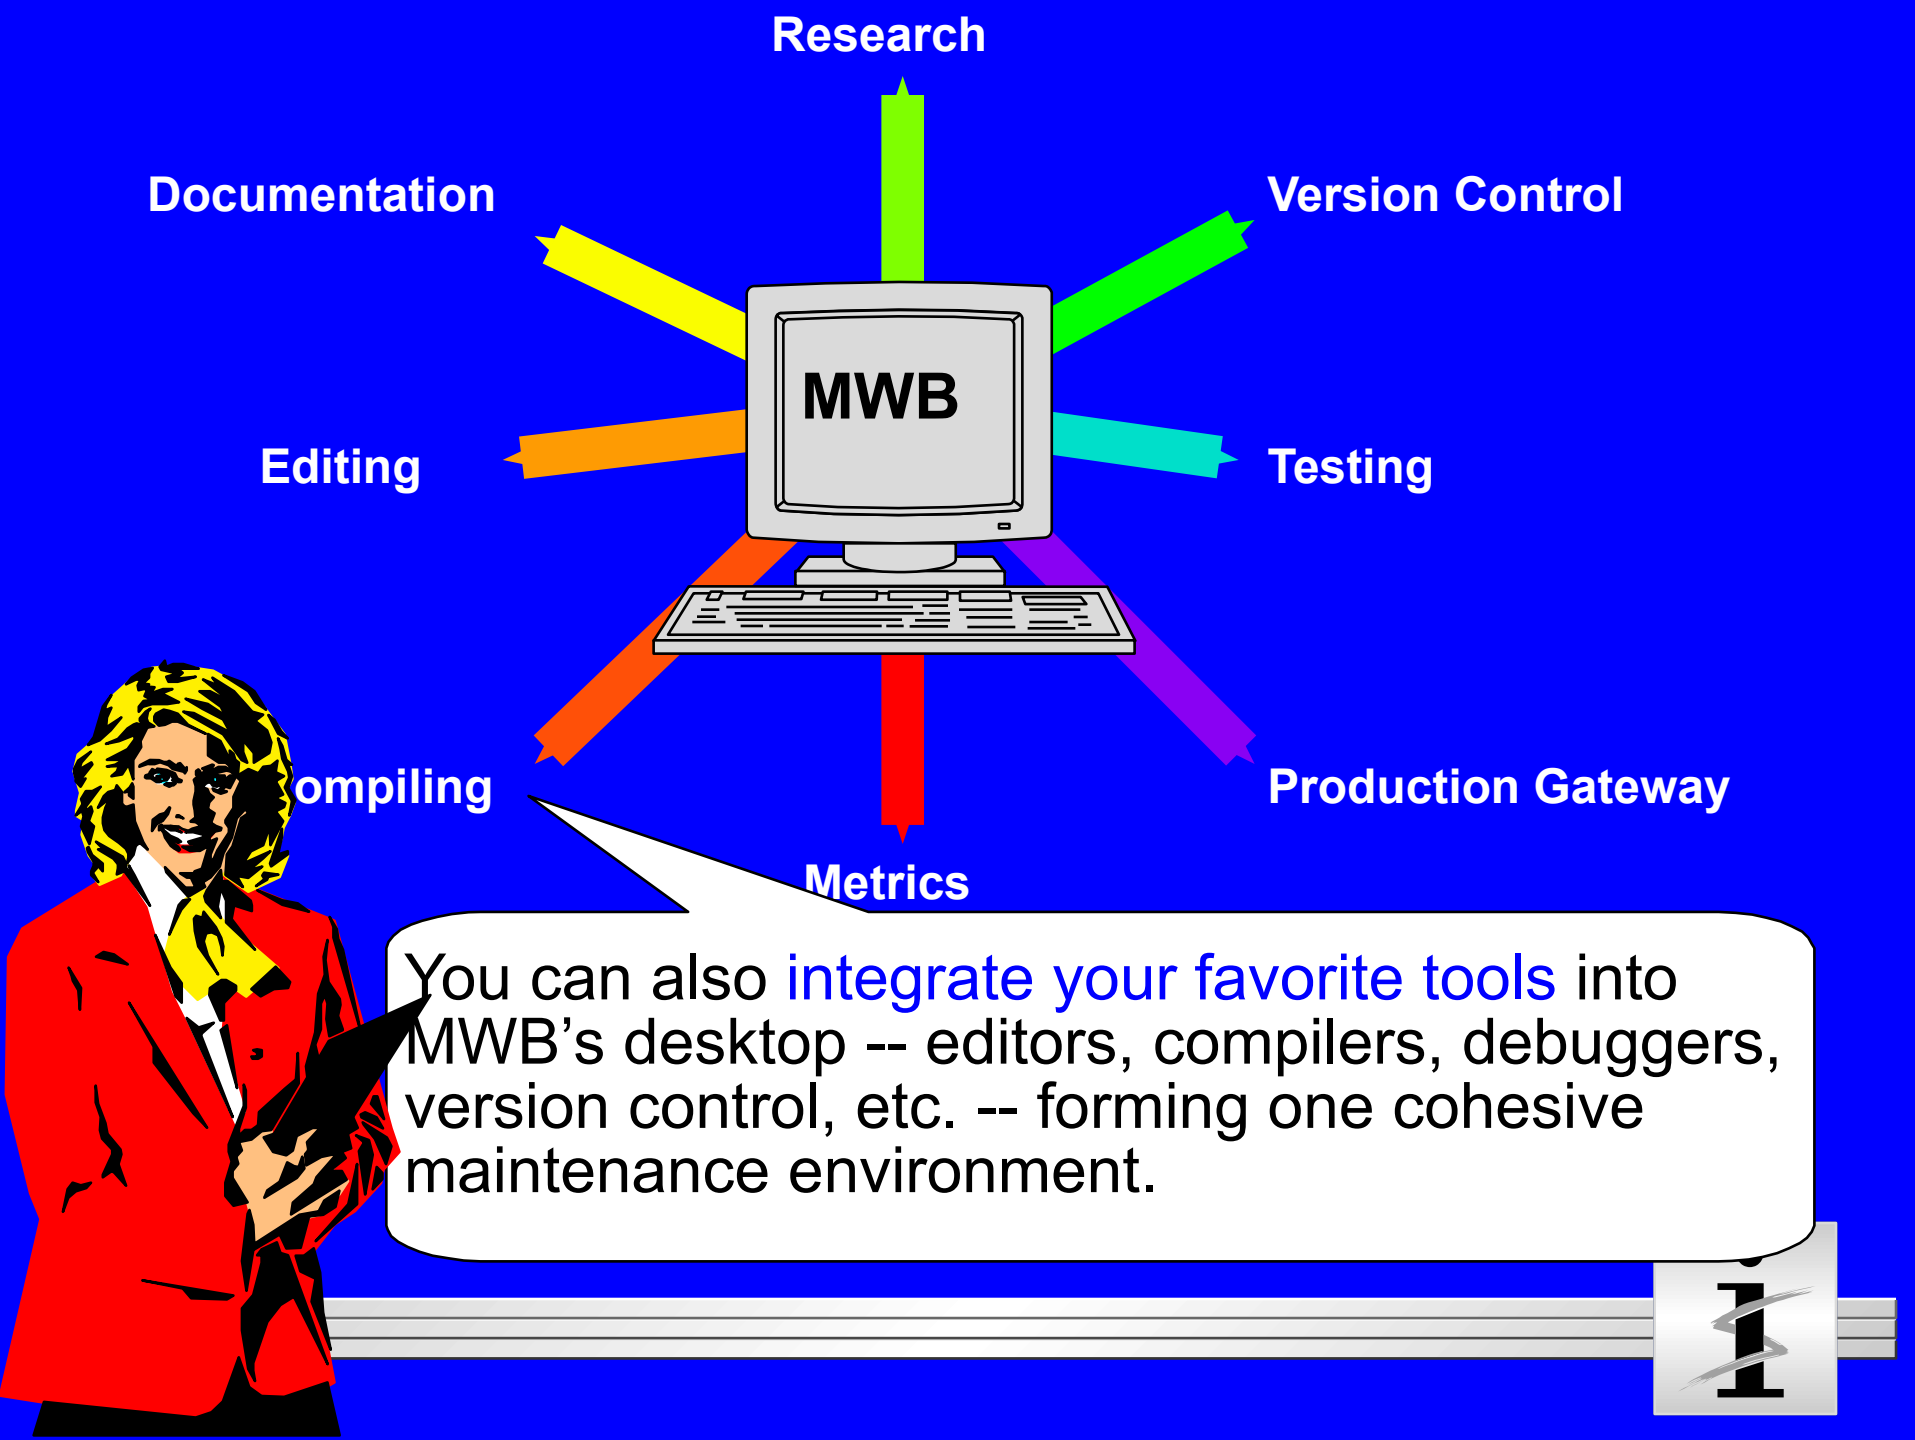 Research
Documentation
Version Control
MWB
Editing
Testing
ompiling
Production Gateway
Metrics
You can also integrate your favorite tools into
MWB’s desktop -- editors, compilers, debuggers,
version control, etc. -- forming one cohesive
maintenance environment.
i